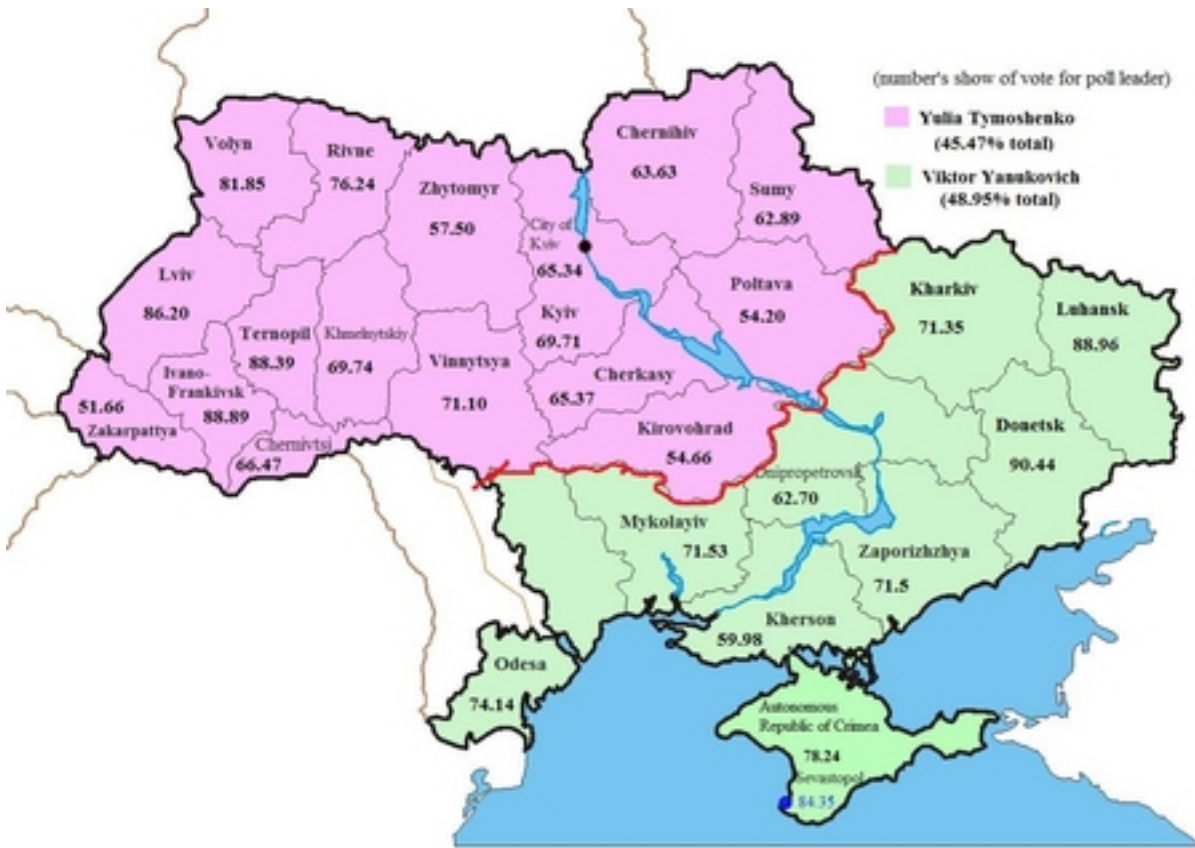 (number's show of vote for poll leader)
Yulia Tymoshenko
(45.47% total)
Viktor Yanukovich
(48.95% total)
Volyn
81.85
Rivne
76.24
Zhytomyr
57.50
Chernihiv
63.63
Sumy
62.89
City of
Kyiv
65.34
Lviv
86.20
Ternopil
88.39
Khmelnytskiy
69.74
Vinnytsya
71.10
Kyiv
69.71
Poltava
54.20
Kharkiv
71.35
Luhansk
88.96
Ivano-
Frankivsk
88.89
Cherkasy
65.37
51.66
Zakarpattya
Chernivtsi
66.47
Kirovohrad
54.66
Donetsk
90.44
Dnipropetrovsk
62.70
Mykolayiv
71.53
Zaporizhzhya
71.5
Kherson
59.98
Odesa
74.14
Autonomous
Republic of Crimea
78.24
Sevastopol
84.35